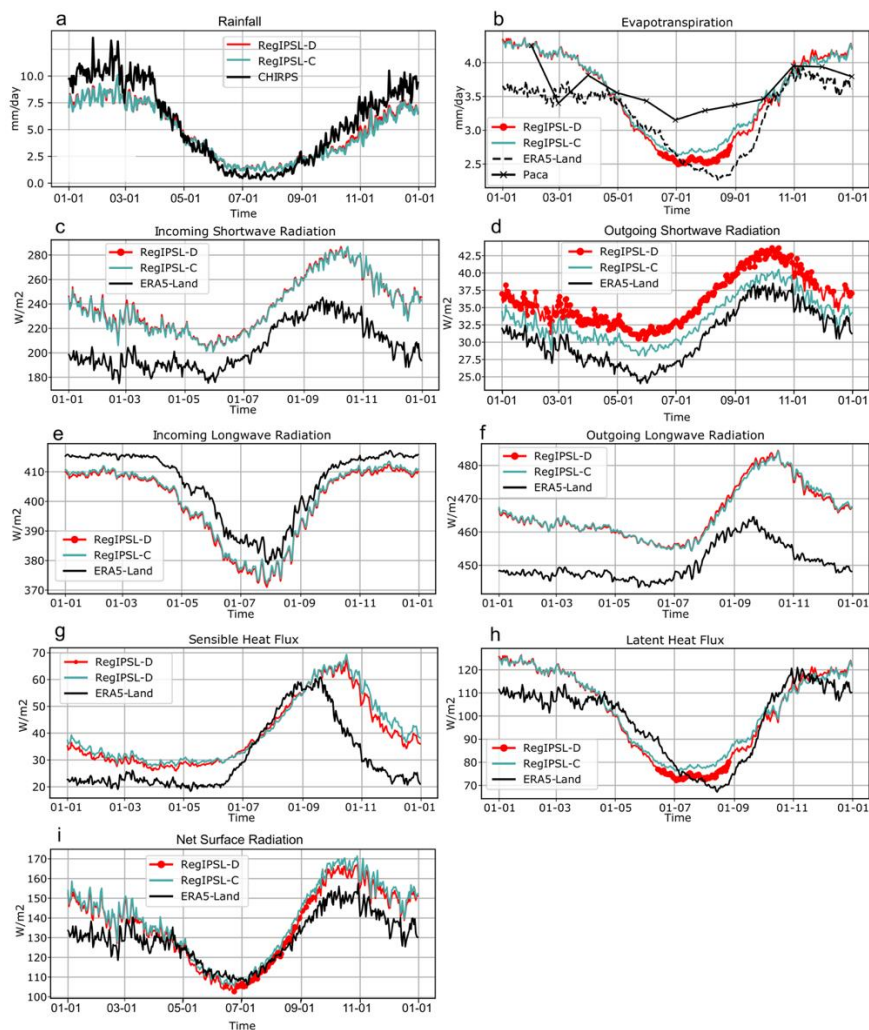 a
Rainfall
RegIPSL-D
RegIPSL-C
CHIRPS
mm/day
10.0
7.5
5.0
2.5
0.0
01-01 03-01 05-01 07-01 09-01 11-01 01-01
Time
b
Evapotranspiration
mm/day
4.0
3.5
3.0
2.5
RegIPSL-D
RegIPSL-C
ERA5-Land
Paca
01-01 03-01 05-01 07-01 09-01 11-01 01-01
Time
c
Incoming Shortwave Radiation
RegIPSL-D
RegIPSL-C
ERA5-Land
W/m2
280
260
240
220
200
180
01-01 03-01 05-01 07-01 09-01 11-01 01-01
Time
d
Outgoing Shortwave Radiation
RegIPSL-D
RegIPSL-C
ERA5-Land
W/m2
42.5
40.0
37.5
35.0
32.5
30.0
27.5
25.0
01-01 03-01 05-01 07-01 09-01 11-01 01-01
Time
e
Incoming Longwave Radiation
W/m2
410
400
390
380
370
RegIPSL-D
RegIPSL-C
ERA5-Land
01-01 01-03 01-05 01-07 01-09 01-11 01-01
Time
f
Outgoing Longwave Radiation
RegIPSL-D
RegIPSL-C
ERA5-Land
W/m2
480
470
460
450
01-01 01-03 01-05 01-07 01-09 01-11 01-01
Time
g
Sensible Heat Flux
RegIPSL-D
RegIPSL-D
ERA5-Land
W/m2
70
60
50
40
30
20
01-01 01-03 01-05 01-07 01-09 01-11 01-01
Time
h
Latent Heat Flux
W/m2
120
110
100
90
80
70
RegIPSL-D
RegIPSL-C
ERA5-Land
01-01 01-03 01-05 01-07 01-09 01-11 01-01
Time
i
Net Surface Radiation
RegIPSL-D
RegIPSL-C
ERA5-Land
W/m2
170
160
150
140
130
120
110
100
01-01 03-01 05-01 07-01 09-01 11-01 01-01
Time